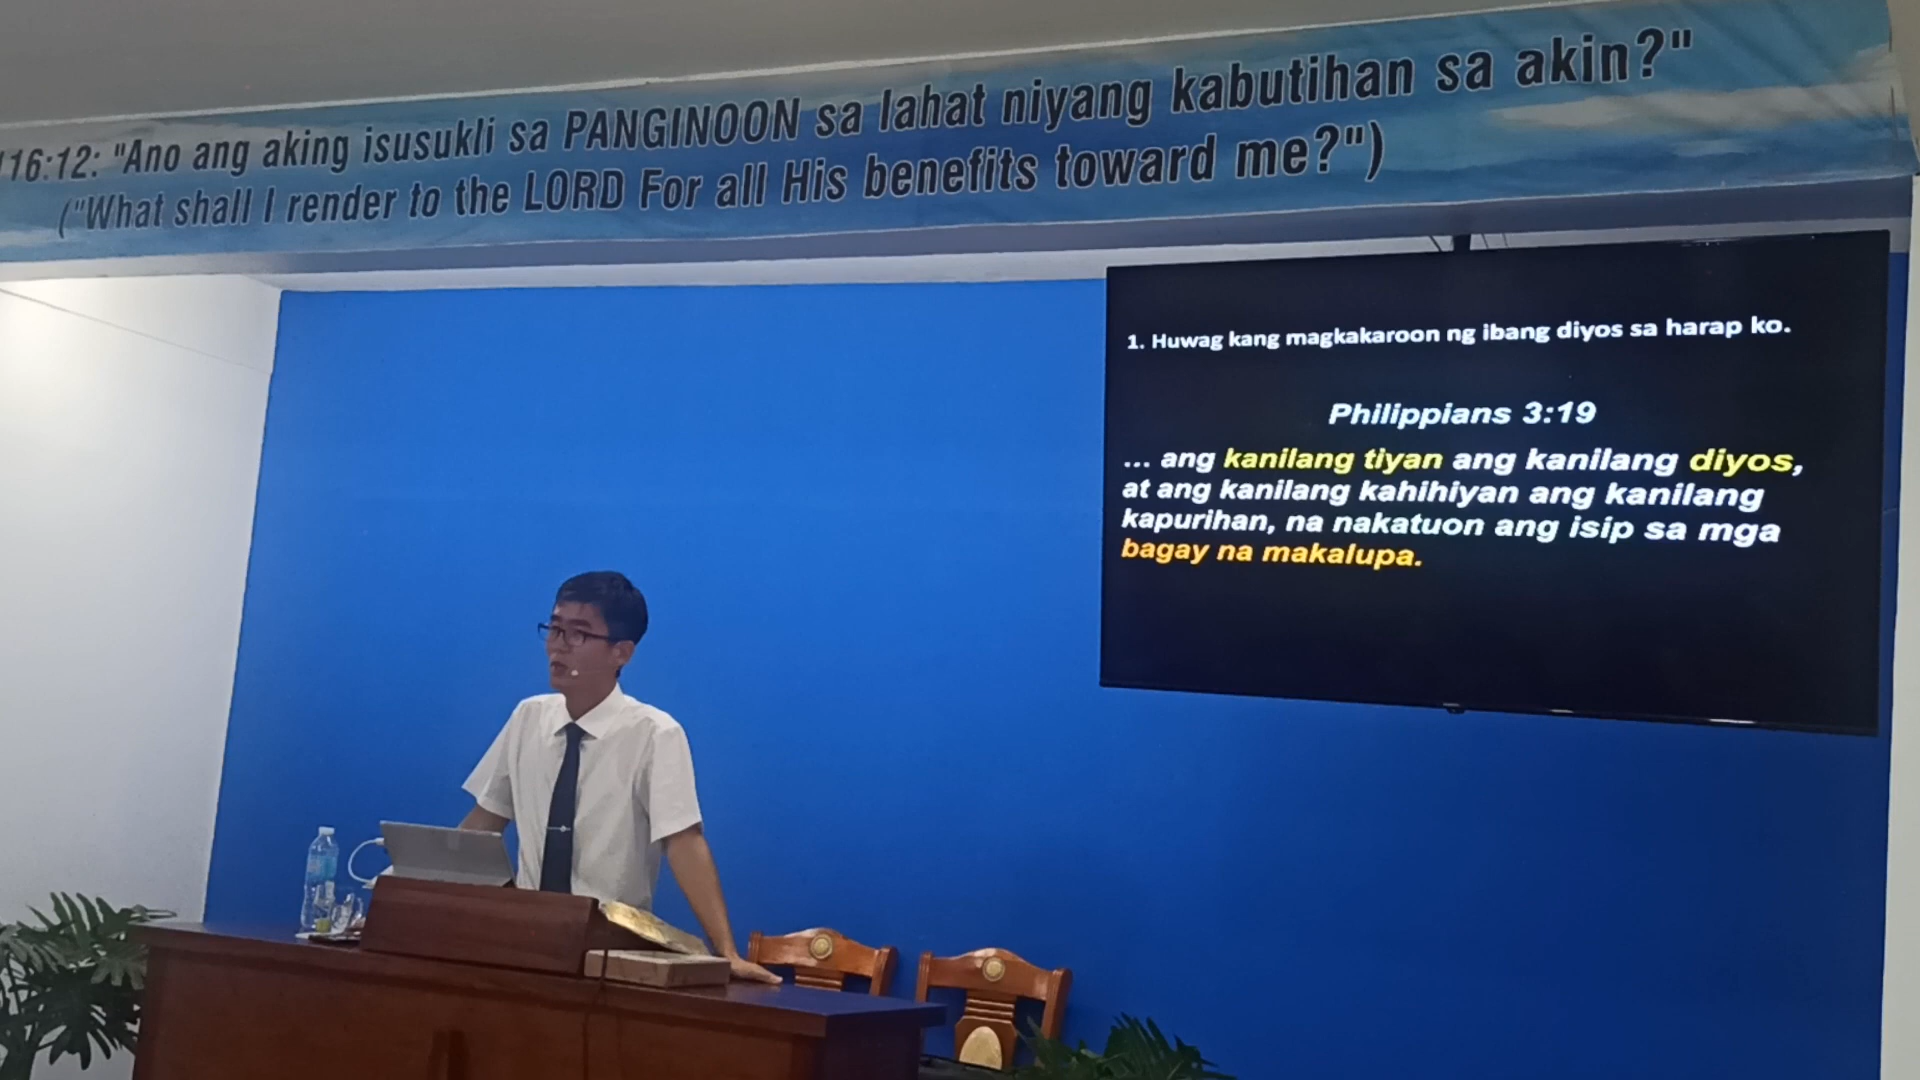 116:12: "Ano ang aking isusukli sa PANGINOON sa lahat niyang kabutihan sa akin?"
("What shall I render to the LORD For all His benefits toward me?")
1. Huwag kang magkakaroon ng ibang diyos sa harap ko.
Philippians 3:19
... ang kanilang tiyan ang kanilang diyos,
at ang kanilang kahihiyan ang kanilang
kapurihan, na nakatuon ang isip sa mga
bagay na makalupa.